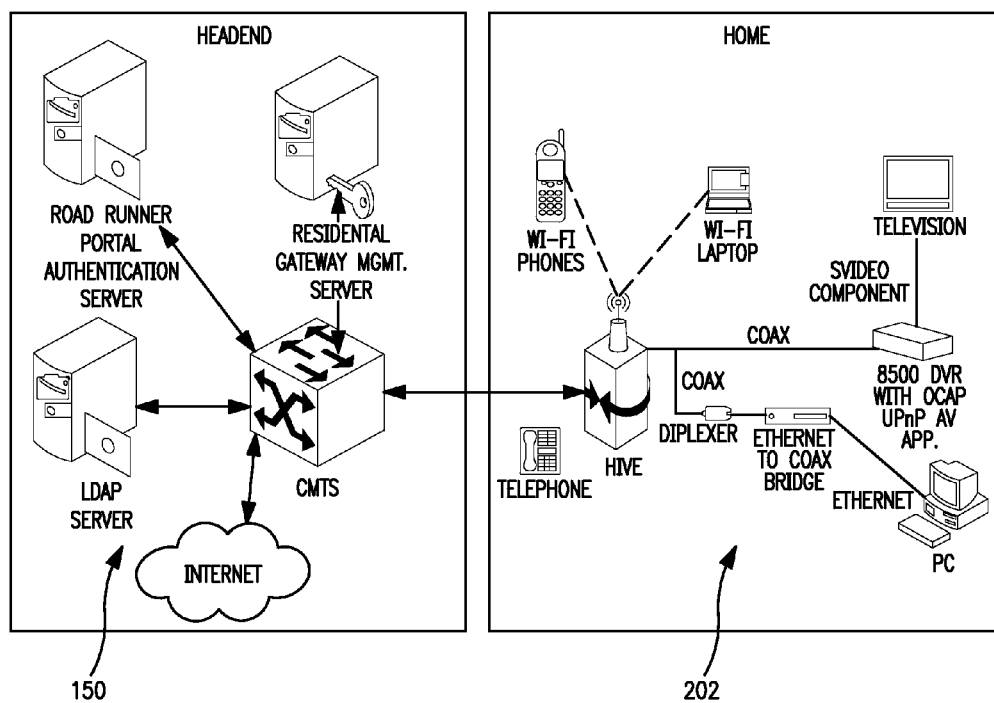 HEADEND
ROAD RUNNER
PORTAL
AUTHENTICATION
SERVER
RESIDENTAL
GATEWAY MGMT.
SERVER
LDAP
SERVER
CMTS
INTERNET
150
HOME
WI-FI
PHONES
WI-FI
LAPTOP
TELEVISION
SVIDEO
COMPONENT
COAX
COAX
8500 DVR
WITH OCAP
UPnP AV
APP.
DIPLEXER
ETHERNET
TO COAX
BRIDGE
HIVE
TELEPHONE
ETHERNET
PC
202